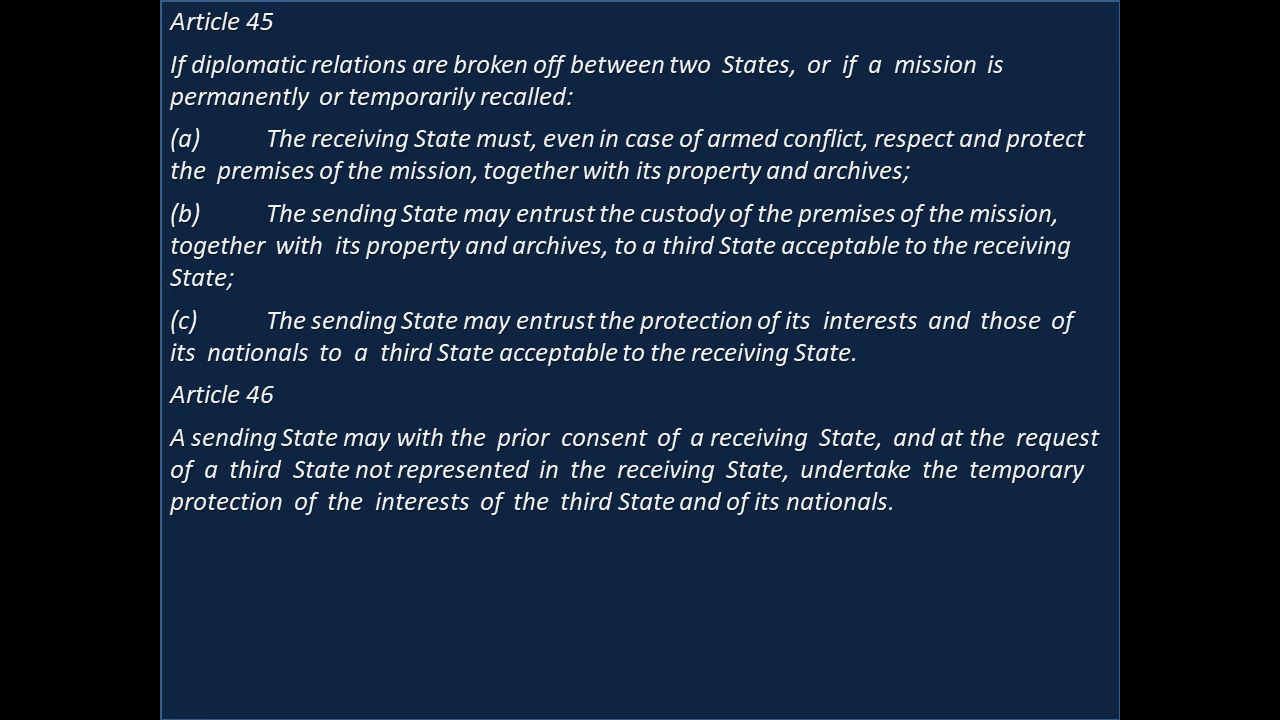 Article 45
If diplomatic relations are broken off between two States, or if a mission is
permanently or temporarily recalled:
(a) The receiving State must, even in case of armed conflict, respect and protect
the premises of the mission, together with its property and archives;
(b) The sending State may entrust the custody of the premises of the mission,
together with its property and archives, to a third State acceptable to the receiving
State;
(c) The sending State may entrust the protection of its interests and those of
its nationals to a third State acceptable to the receiving State.
Article 46
A sending State may with the prior consent of a receiving State, and at the request
of a third State not represented in the receiving State, undertake the temporary
protection of the interests of the third State and of its nationals.